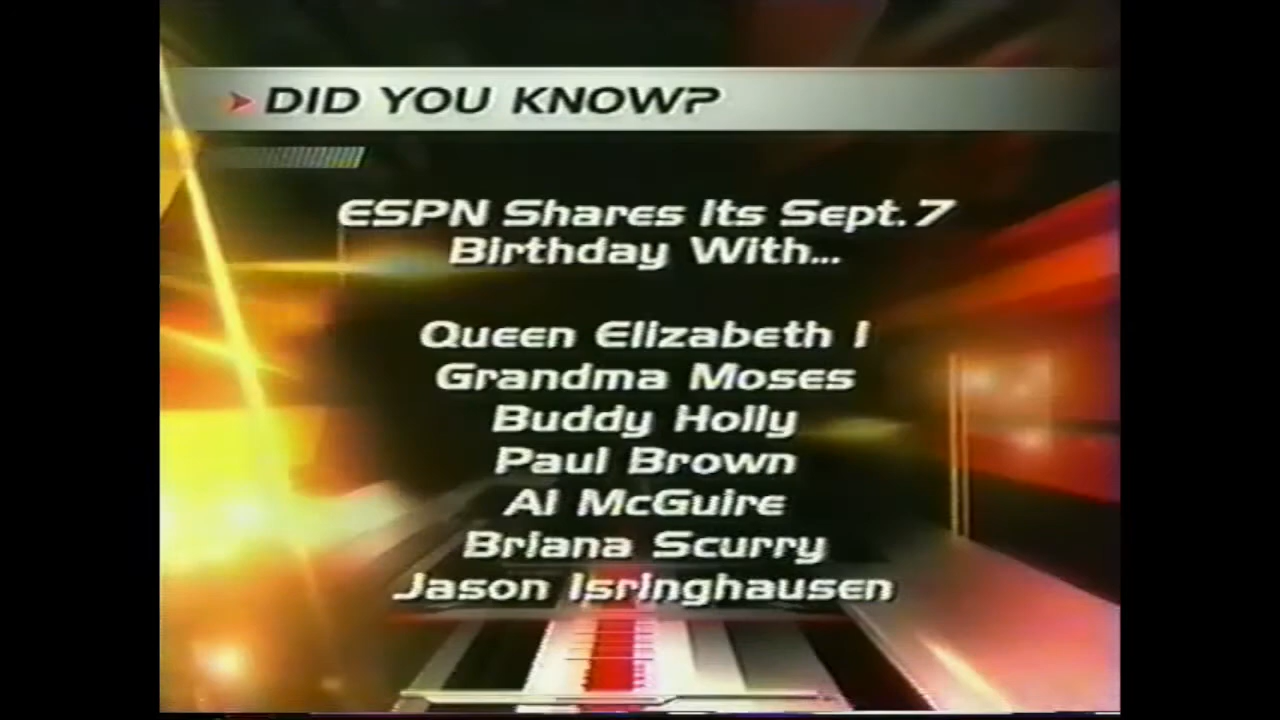 DID YOU KNOW?
ESPN Shares Its Sept. 7
Birthday With...
Queen Elizabeth I
Grandma Moses
Buddy Holly
Paul Brown
Al McGuire
Briana Scurry
Jason Isringhausen